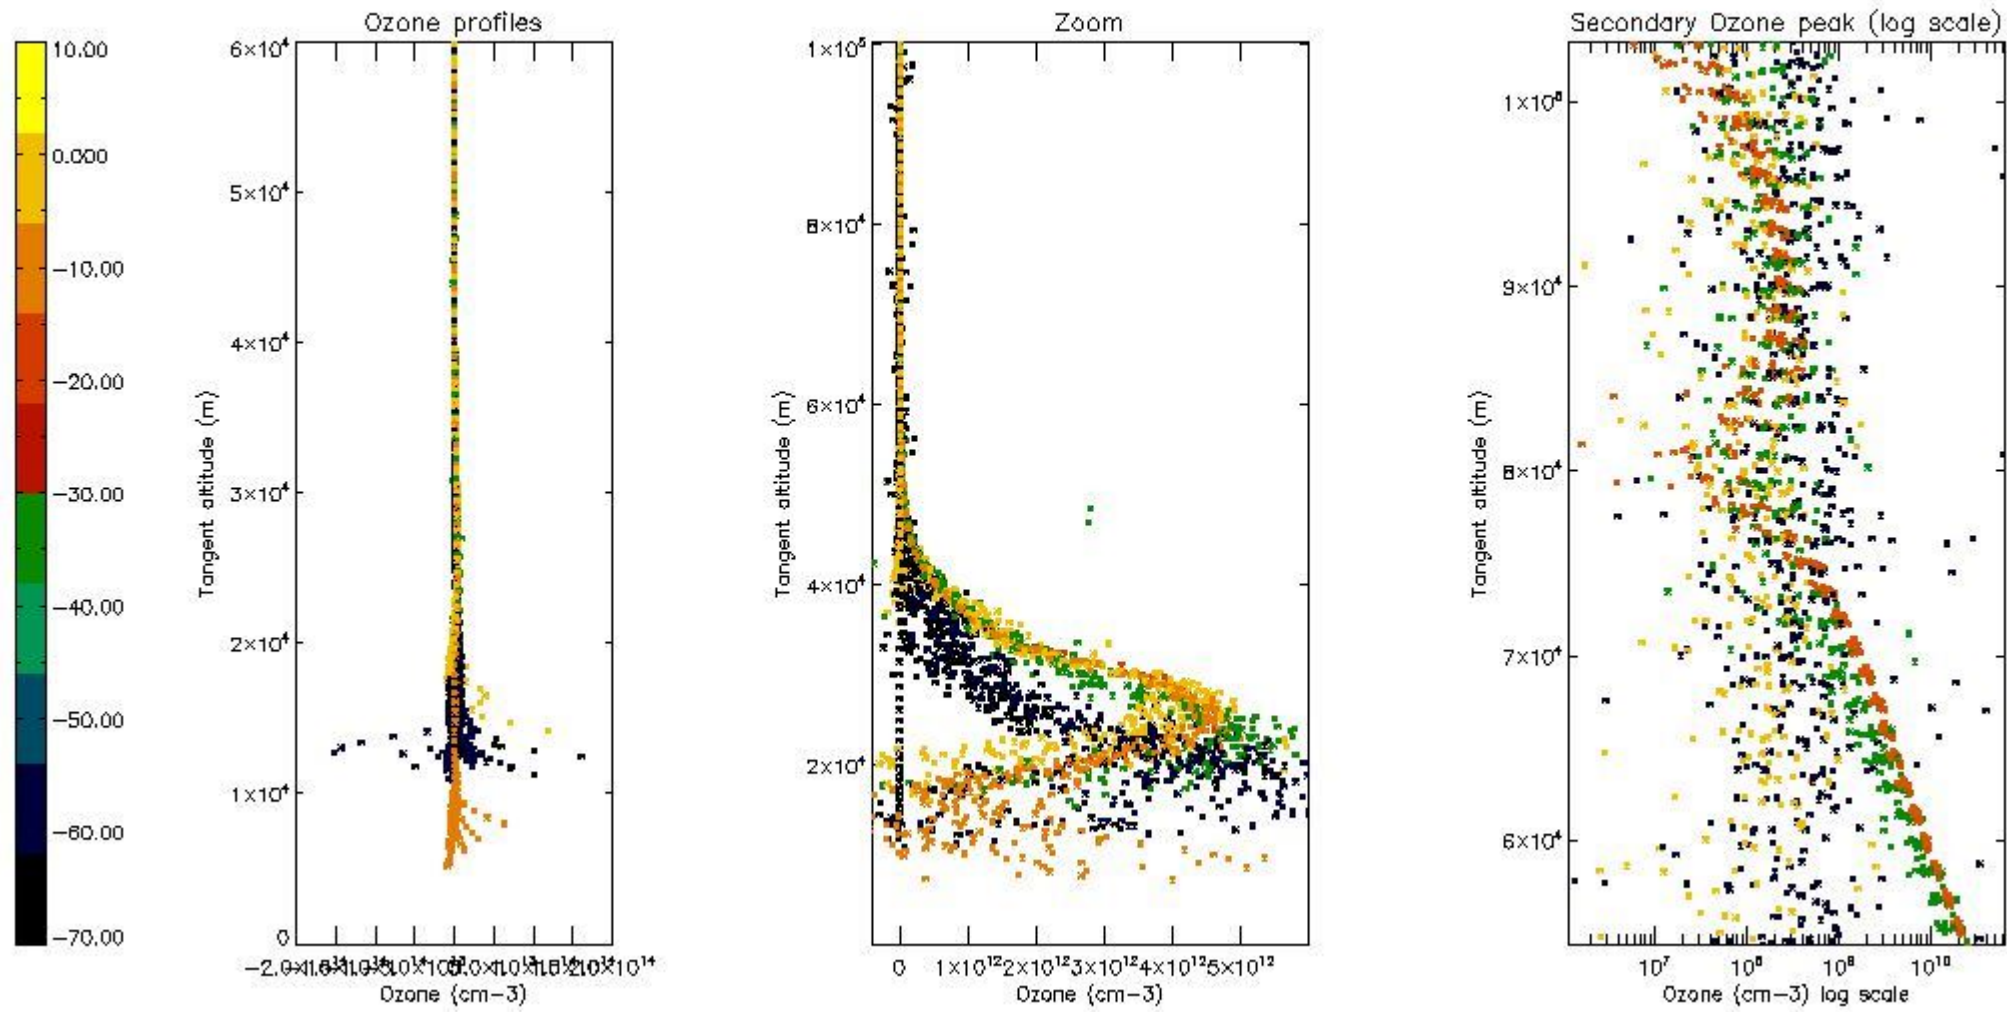 Ozone profiles
Zoom
Secondary Ozone peak (log scale)
10.00
0.000
−10.00
−20.00
−30.00
−40.00
−50.00
−60.00
−70.00
6×10⁴
5×10⁴
4×10⁴
3×10⁴
2×10⁴
1×10⁴
0
Tangent altitude (m)
Ozone (cm−3)
1×10⁵
8×10⁴
6×10⁴
4×10⁴
2×10⁴
Tangent altitude (m)
0 1×10¹² 2×10¹² 3×10¹² 4×10¹² 5×10¹²
Ozone (cm−3)
9×10⁴
8×10⁴
7×10⁴
6×10⁴
Tangent altitude (m)
10⁷ 10⁸ 10⁹ 10¹⁰
Ozone (cm−3) log scale